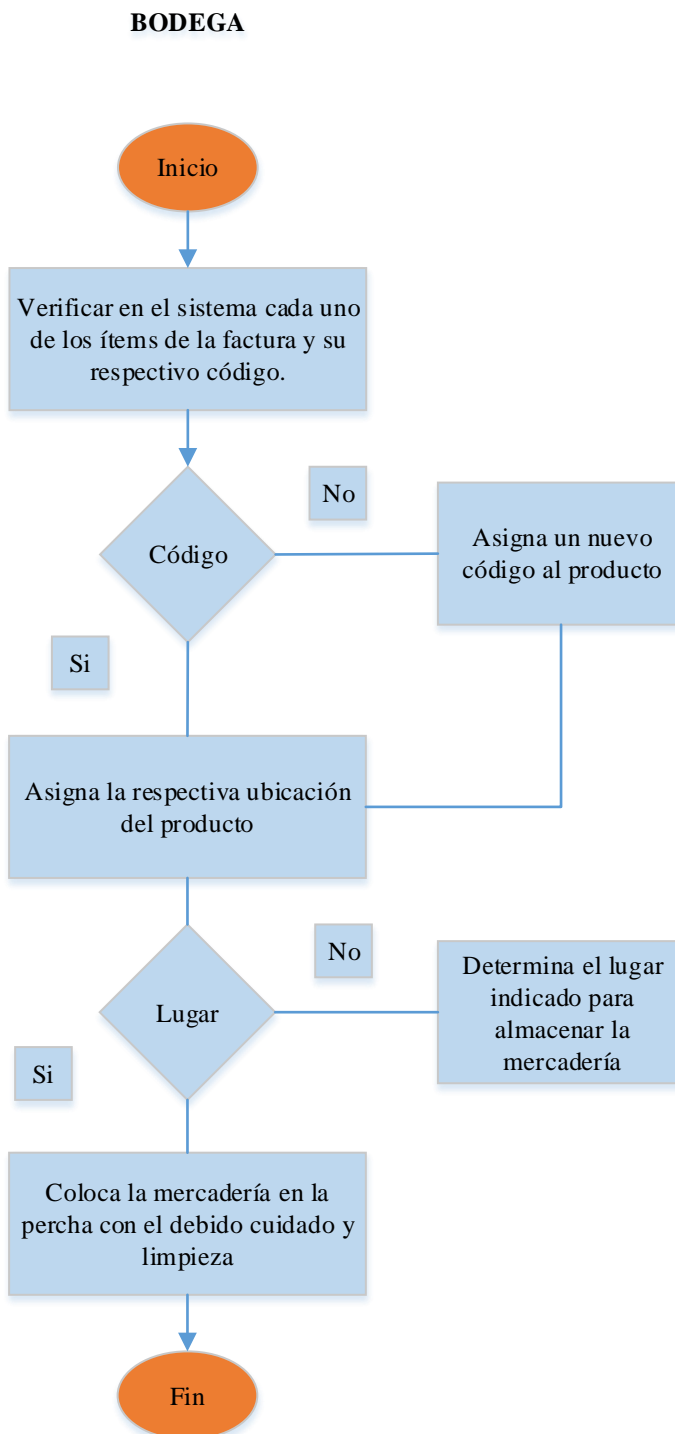 BODEGA
Inicio
Verificar en el sistema cada uno
de los ítems de la factura y su
respectivo código.
No
Código
Asigna un nuevo
código al producto
Si
Asigna la respectiva ubicación
del producto
No
Lugar
Determina el lugar
indicado para
almacenar la
mercadería
Si
Coloca la mercadería en la
percha con el debido cuidado y
limpieza
Fin